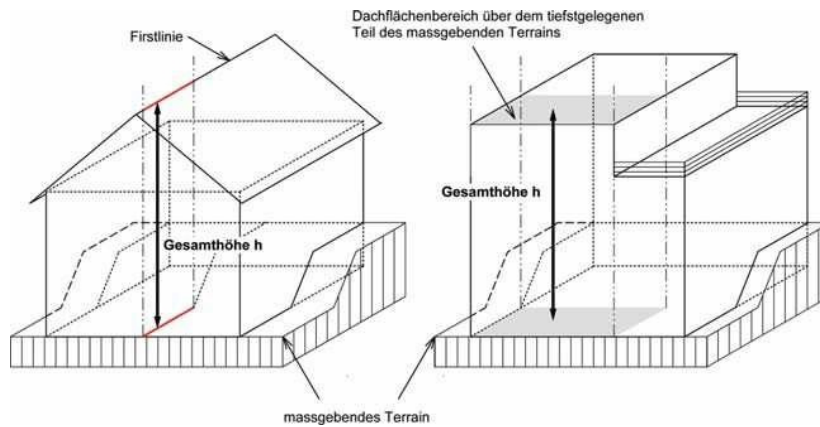 Firstlinie
Dachflächenbereich über dem tiefstgelegenen
Teil des massgebenden Terrains
Gesamthöhe h
Gesamthöhe h
massgebendes Terrain